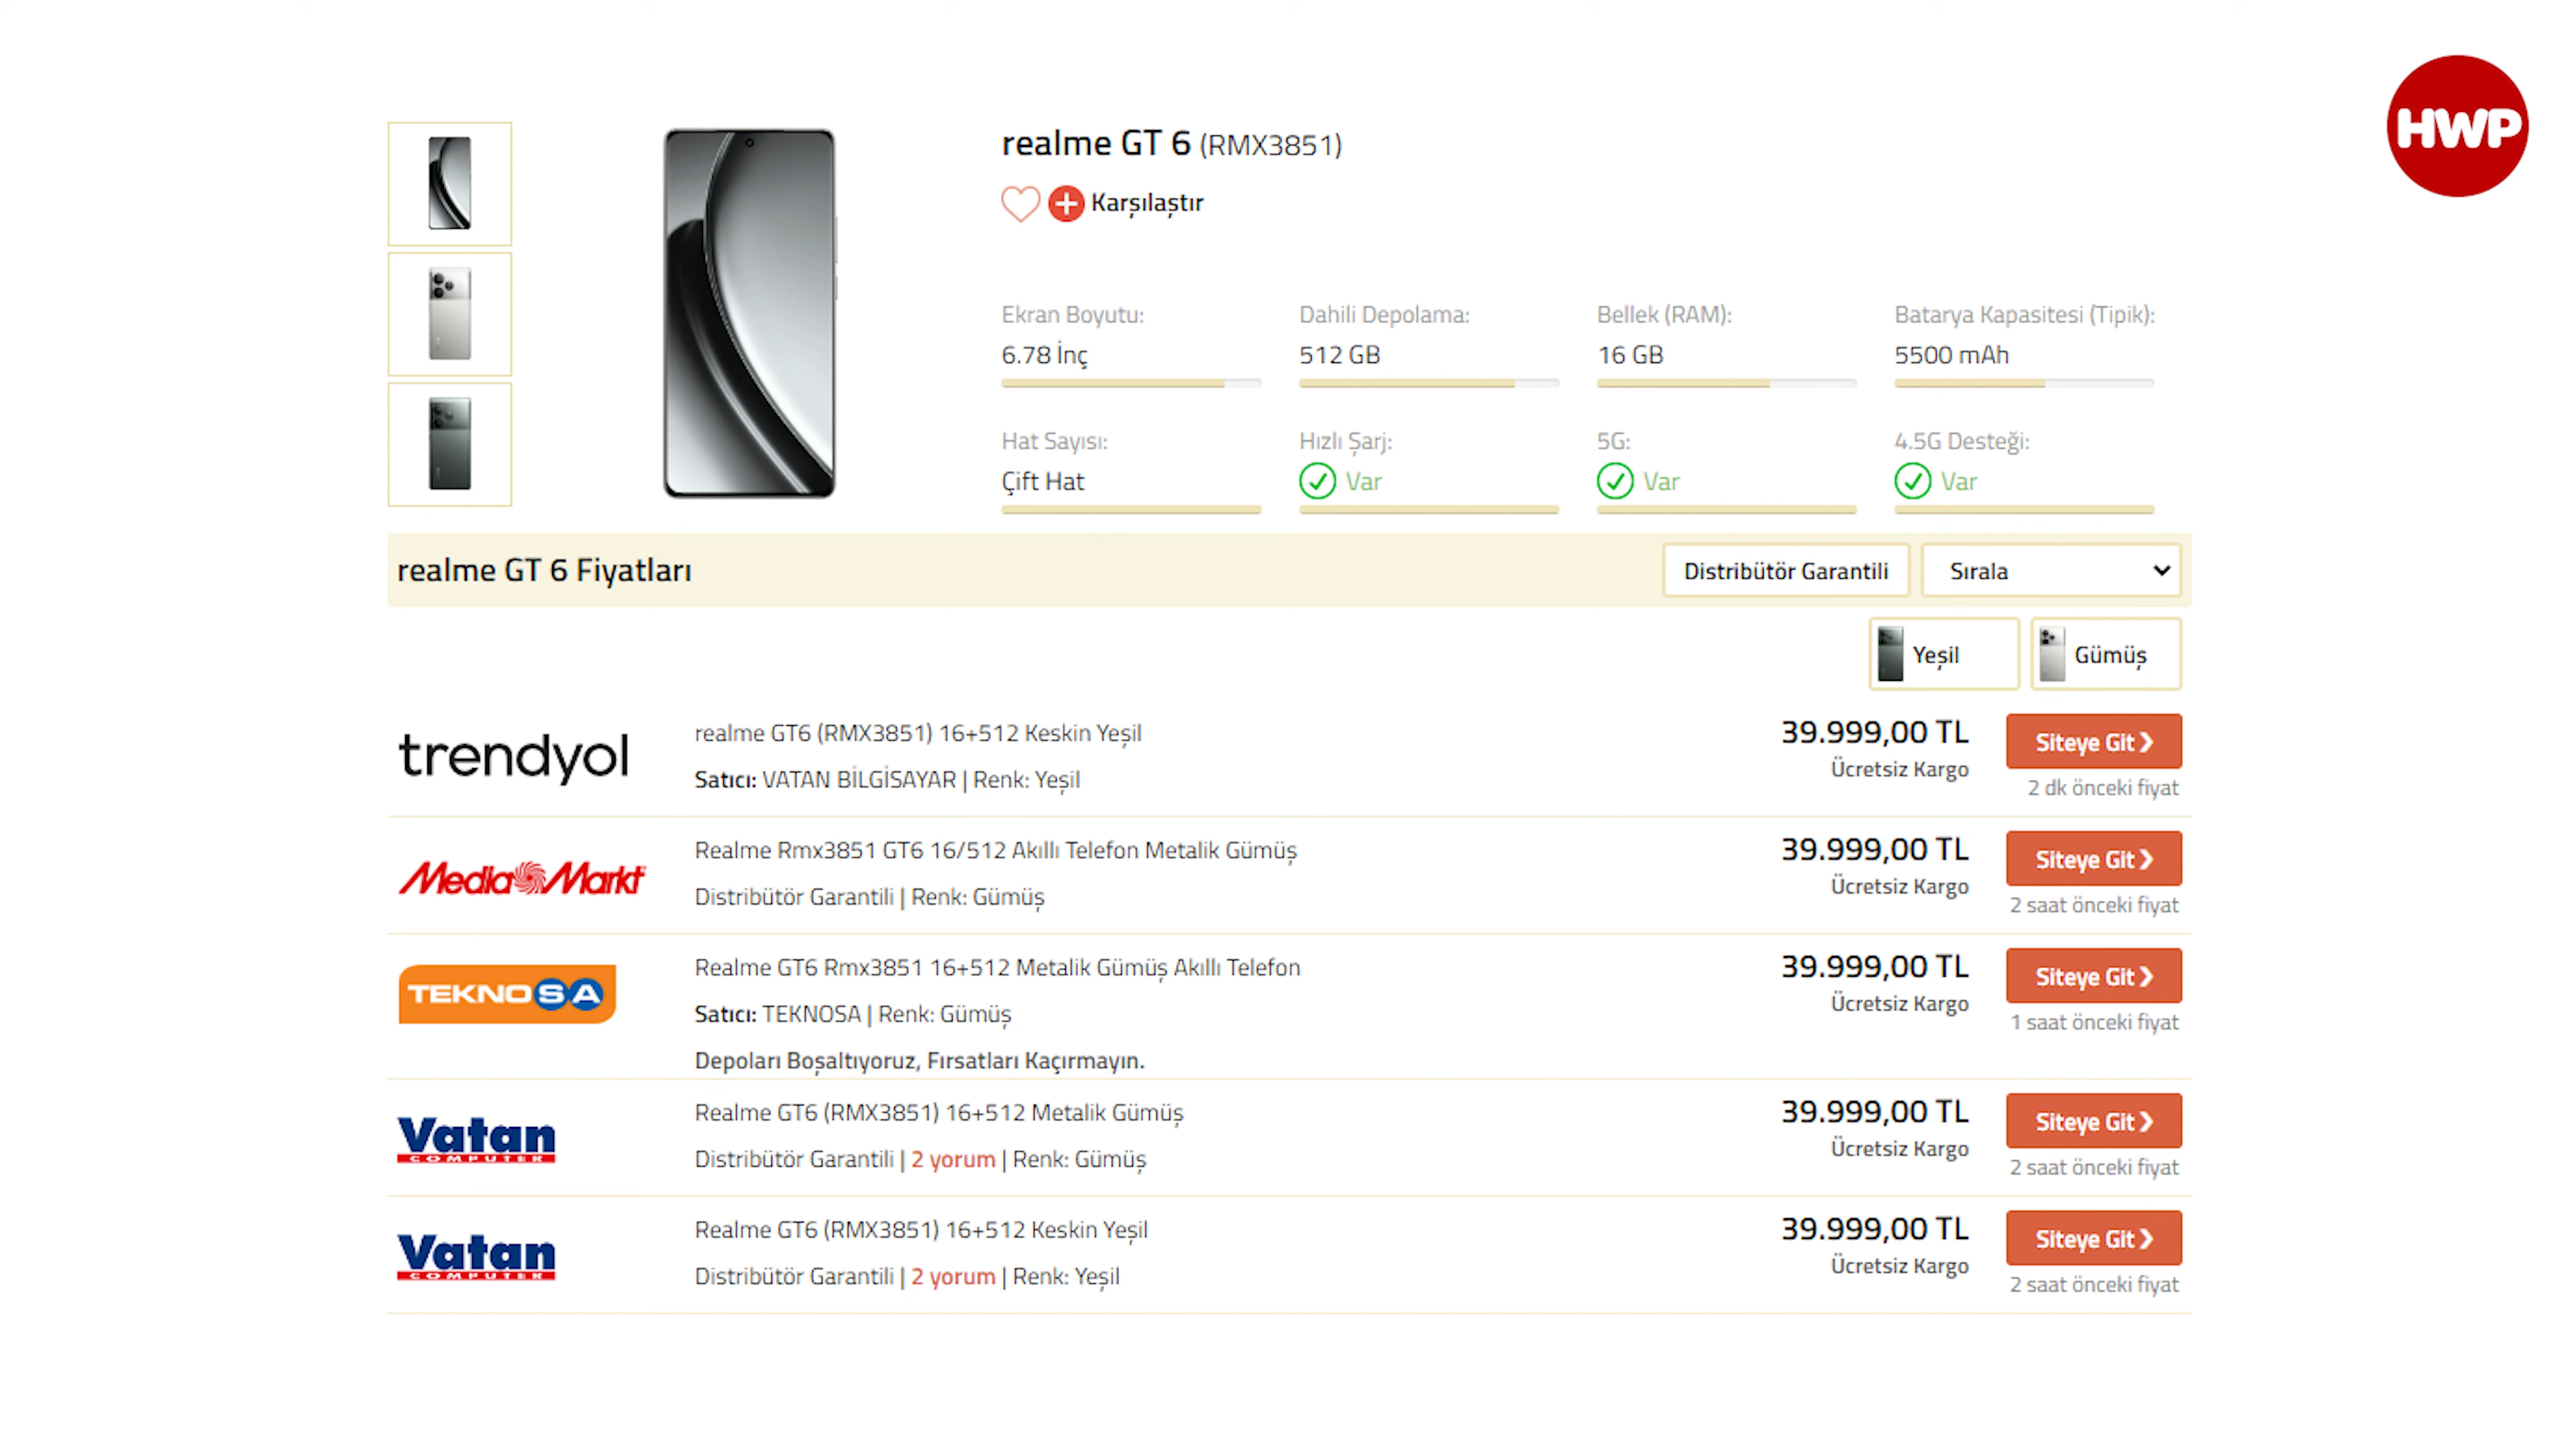 HWP
realme GT 6 (RMX3851)
Karşılaştır
Ekran Boyutu: Dahili Depolama: Bellek (RAM): Batarya Kapasitesi (Tipik):
6.78 İnç 512 GB 16 GB 5500 mAh
Hat Sayısı: Hızlı Şarj: 5G: 4.5G Desteği:
Çift Hat Var Var Var
realme GT 6 Fiyatları Distribütör Garantili Sırala
Yeşil Gümüş
trendyol
realme GT6 (RMX3851) 16+512 Keskin Yeşil
Satıcı: VATAN BİLGİSAYAR | Renk: Yeşil
39.999,00 TL
Ücretsiz Kargo
Siteye Git
2 dk önceki fiyat
Media Markt
Realme Rmx3851 GT6 16/512 Akıllı Telefon Metalik Gümüş
Distribütör Garantili | Renk: Gümüş
39.999,00 TL
Ücretsiz Kargo
Siteye Git
2 saat önceki fiyat
TEKNOSA
Realme GT6 Rmx3851 16+512 Metalik Gümüş Akıllı Telefon
Satıcı: TEKNOSA | Renk: Gümüş
Depoları Boşaltıyoruz, Fırsatları Kaçırmayın.
39.999,00 TL
Ücretsiz Kargo
Siteye Git
1 saat önceki fiyat
Vatan
COMPUTER
Realme GT6 (RMX3851) 16+512 Metalik Gümüş
Distribütör Garantili | 2 yorum | Renk: Gümüş
39.999,00 TL
Ücretsiz Kargo
Siteye Git
2 saat önceki fiyat
Vatan
COMPUTER
Realme GT6 (RMX3851) 16+512 Keskin Yeşil
Distribütör Garantili | 2 yorum | Renk: Yeşil
39.999,00 TL
Ücretsiz Kargo
Siteye Git
2 saat önceki fiyat